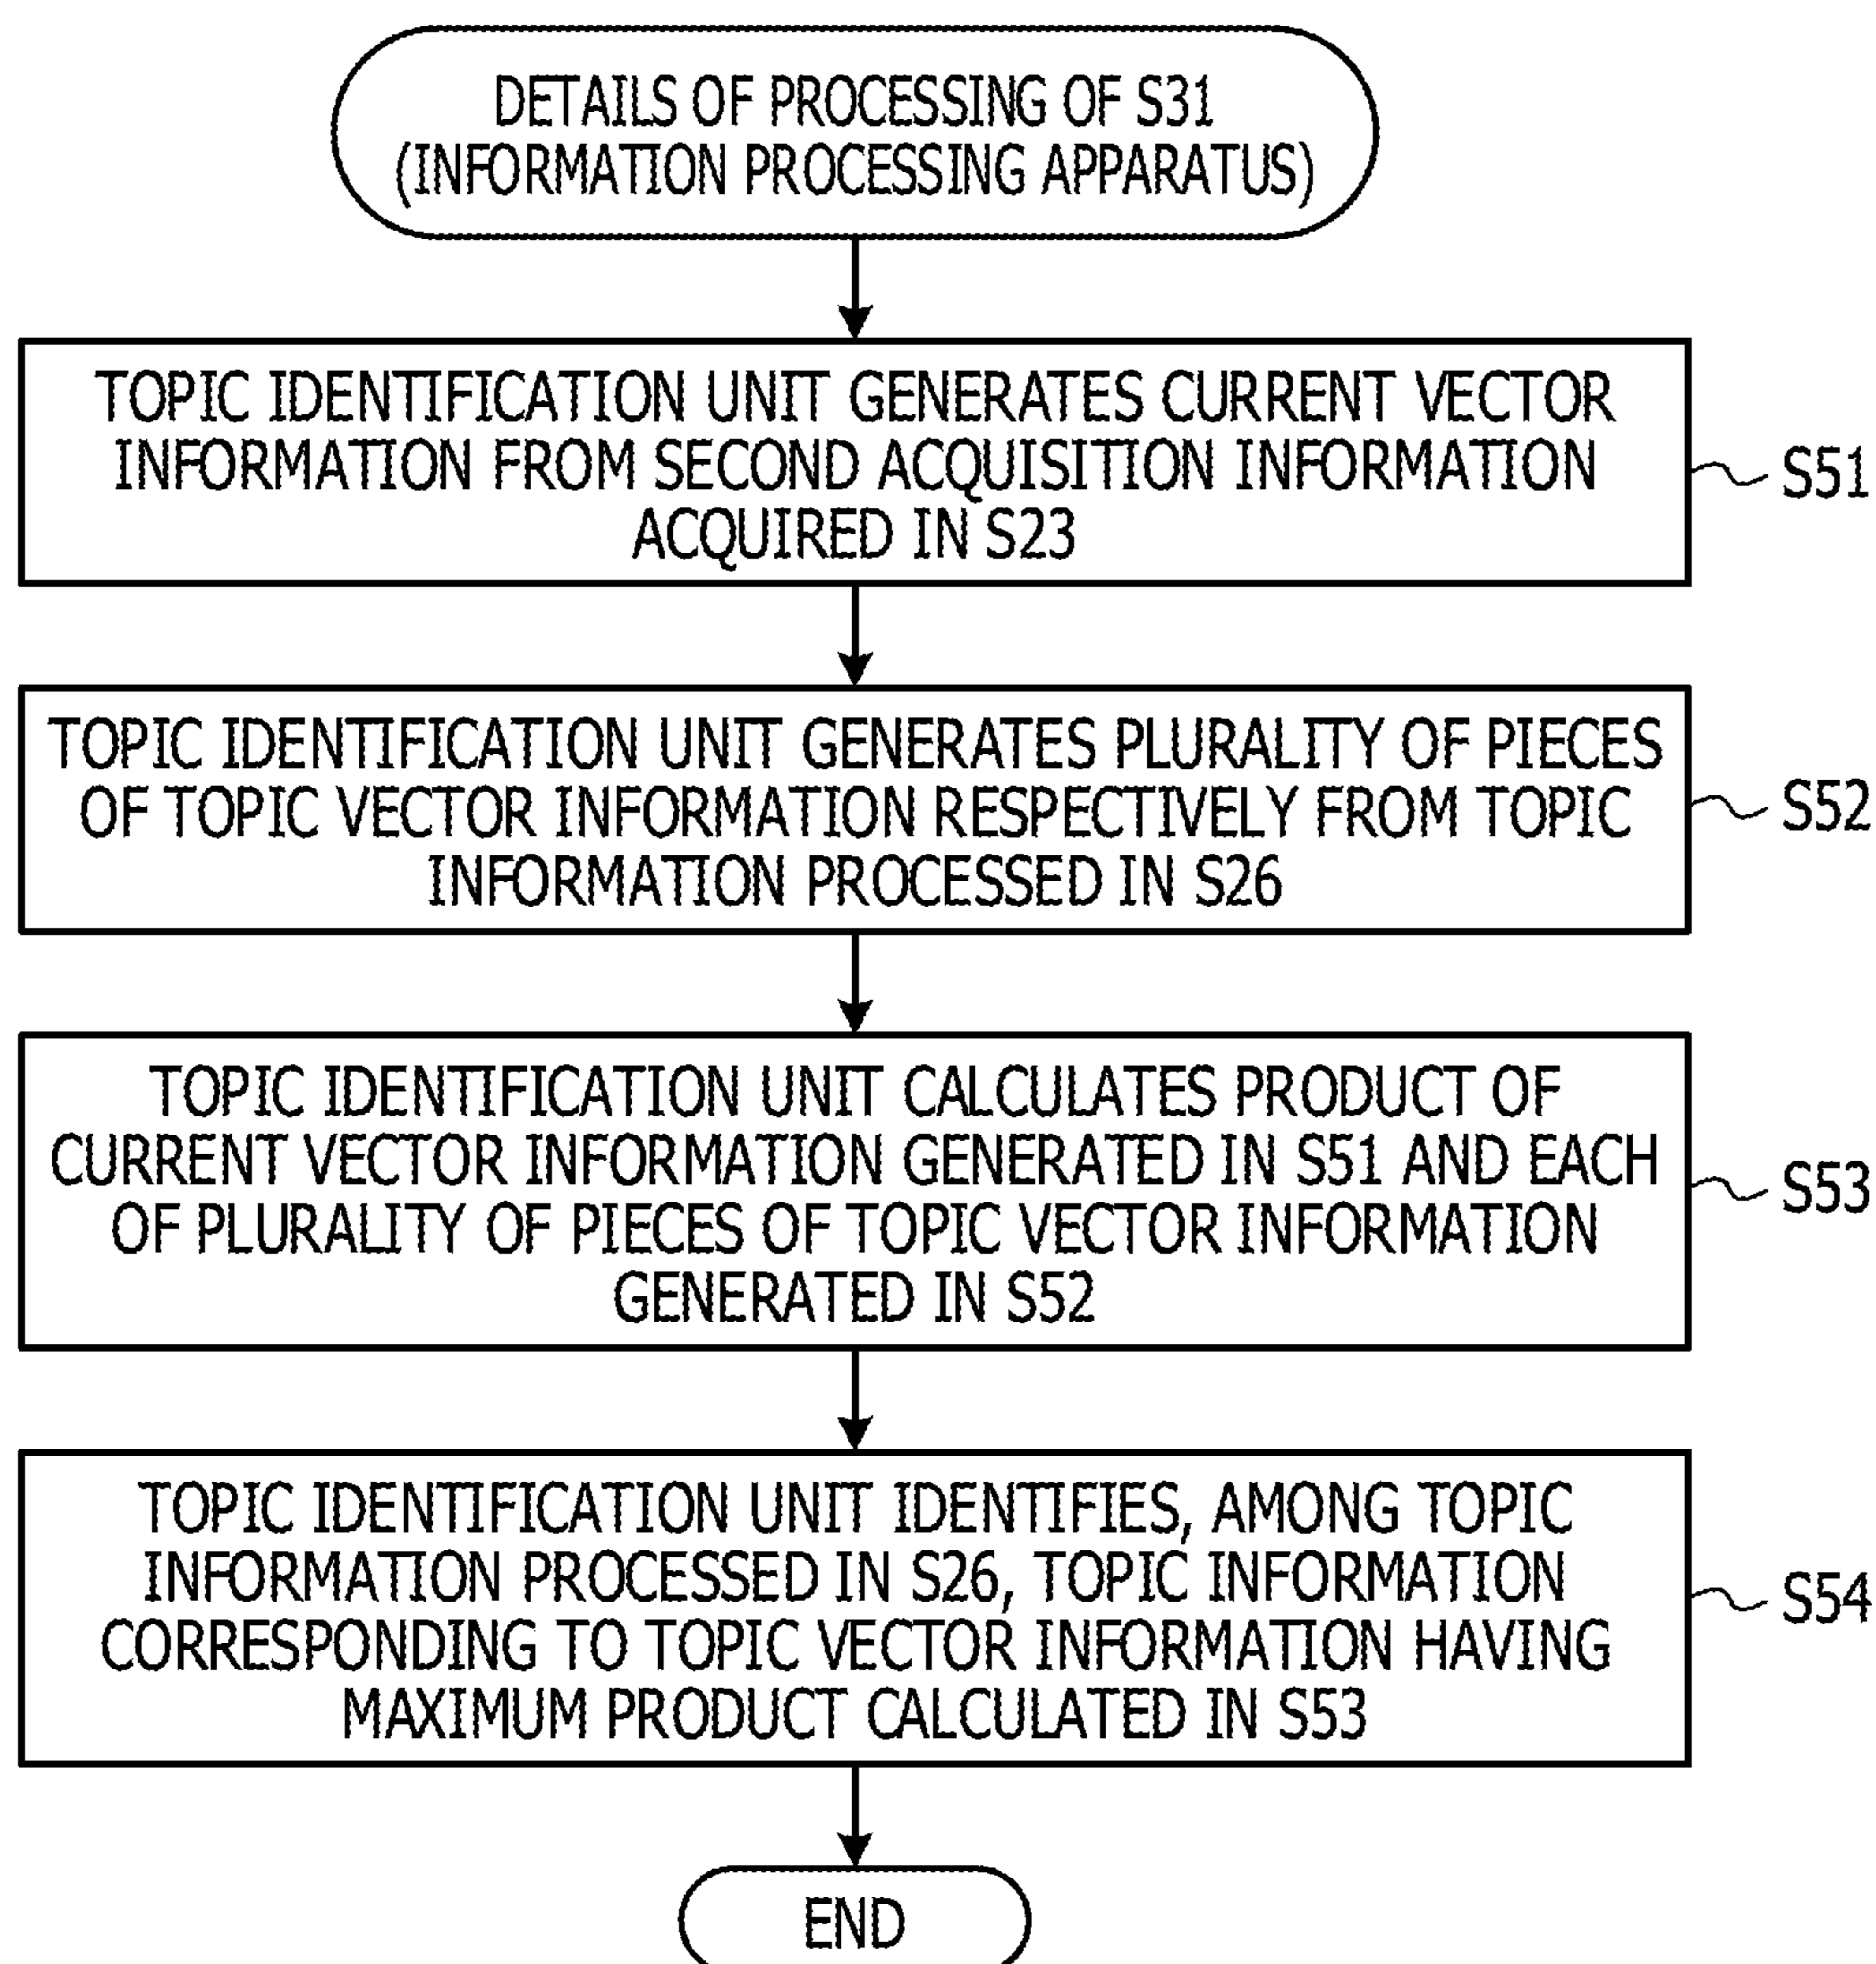 DETAILS OF PROCESSING OF S31
(INFORMATION PROCESSING APPARATUS)
TOPIC IDENTIFICATION UNIT GENERATES CURRENT VECTOR
INFORMATION FROM SECOND ACQUISITION INFORMATION
ACQUIRED IN S23
S51
TOPIC IDENTIFICATION UNIT GENERATES PLURALITY OF PIECES
OF TOPIC VECTOR INFORMATION RESPECTIVELY FROM TOPIC
INFORMATION PROCESSED IN S26
S52
TOPIC IDENTIFICATION UNIT CALCULATES PRODUCT OF
CURRENT VECTOR INFORMATION GENERATED IN S51 AND EACH
OF PLURALITY OF PIECES OF TOPIC VECTOR INFORMATION
GENERATED IN S52
S53
TOPIC IDENTIFICATION UNIT IDENTIFIES, AMONG TOPIC
INFORMATION PROCESSED IN S26, TOPIC INFORMATION
CORRESPONDING TO TOPIC VECTOR INFORMATION HAVING
MAXIMUM PRODUCT CALCULATED IN S53
S54
END